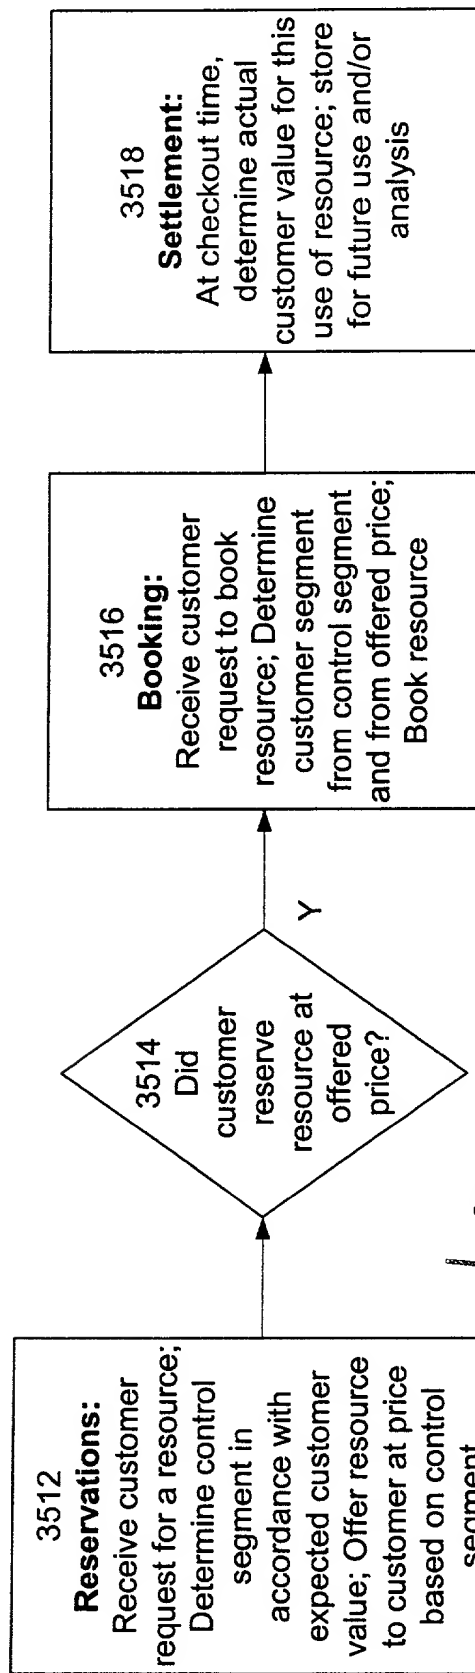 3512
Reservations:
Receive customer
request for a resource;
Determine control
segment in
accordance with
expected customer
value; Offer resource
to customer at price
based on control
segment
3514
Did
customer
reserve
resource at
offered
price?
Y
3516
Booking:
Receive customer
request to book
resource; Determine
customer segment
from control segment
and from offered price;
Book resource
3518
Settlement:
At checkout time,
determine actual
customer value for this
use of resource; store
for future use and/or
analysis